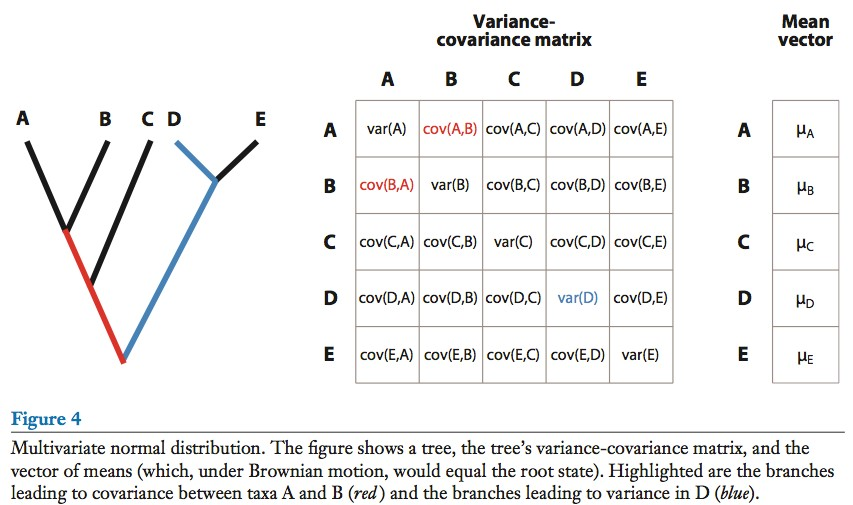 Variance-
covariance matrix
Mean
vector
A B C D E
A B C D E
A var(A) cov(A,B) cov(A,C) cov(A,D) cov(A,E)
B cov(B,A) var(B) cov(B,C) cov(B,D) cov(B,E)
C cov(C,A) cov(C,B) var(C) cov(C,D) cov(C,E)
D cov(D,A) cov(D,B) cov(D,C) var(D) cov(D,E)
E cov(E,A) cov(E,B) cov(E,C) cov(E,D) var(E)
A μA
B μB
C μC
D μD
E μE
Figure 4
Multivariate normal distribution. The figure shows a tree, the tree’s variance-covariance matrix, and the
vector of means (which, under Brownian motion, would equal the root state). Highlighted are the branches
leading to covariance between taxa A and B (red) and the branches leading to variance in D (blue).